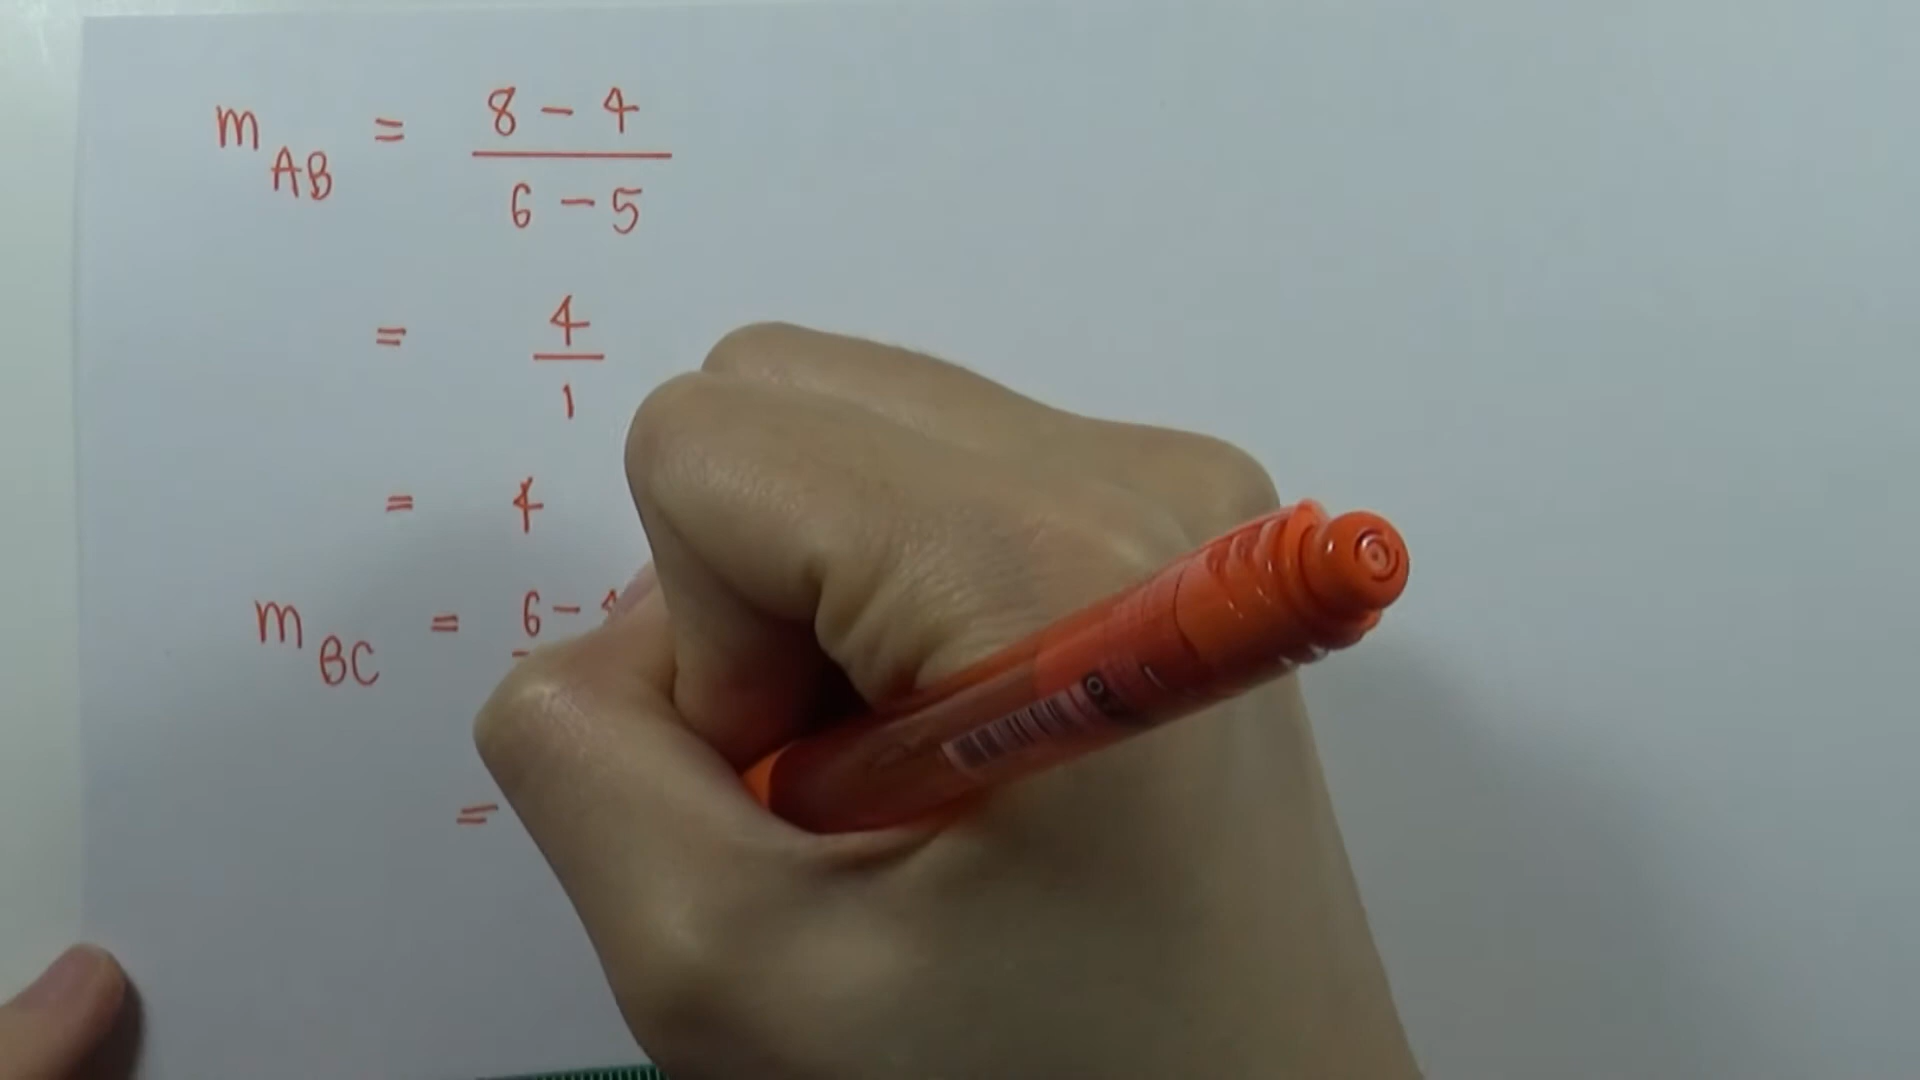 m AB = 8 - 4
6 - 5
= 4
1
= 4
m BC = 6 -
=